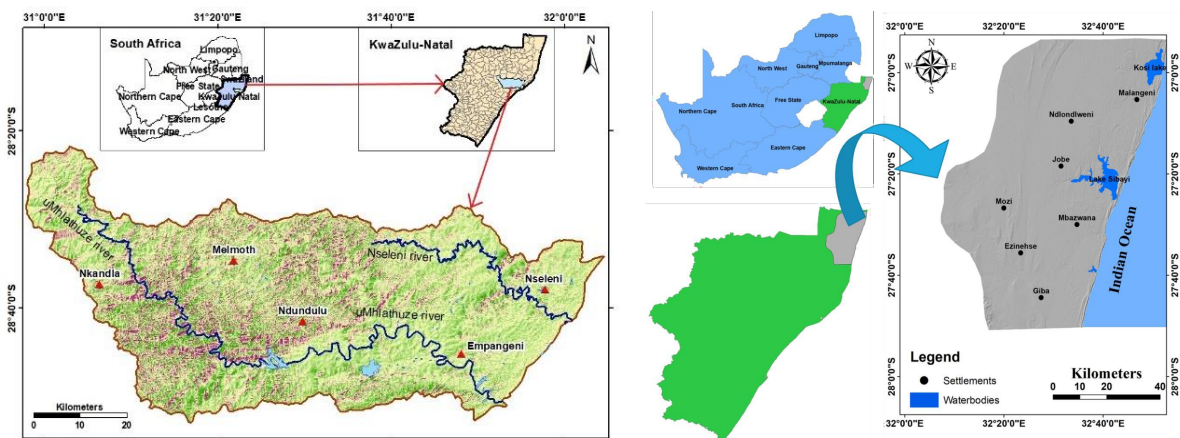 31°0'0"E
31°20'0"E
31°40'0"E
32°0'0"E
28°20'0"S
28°40'0"S
South Africa
Limpopo
North West
Gauteng
Swaziland
Free State
KwaZulu-Natal
Northern Cape
Lesotho
Eastern Cape
Western Cape
KwaZulu-Natal
N
uMhlathuze river
Melmoth
Nseleni river
Nkandla
Nseleni
Ndundulu
uMhlathuze river
Empangeni
Kilometers
0
10
20
Limpopo
North West
Gauteng
Mpumalanga
Free State
South Africa
KwaZulu-Natal
Northern Cape
Eastern Cape
Western Cape
32°0'0"E
32°20'0"E
32°40'0"E
27°0'0"S
27°20'0"S
27°40'0"S
28°0'0"S
N
W
E
S
Kosi lake
Malangeni
Ndlondlweni
Jobe
Lake Sibayi
Mozi
Mbazwana
Ezinehse
Giba
Indian Ocean
Legend
Settlements
Waterbodies
Kilometers
0
10
20
40
32°0'0"E
32°20'0"E
32°40'0"E